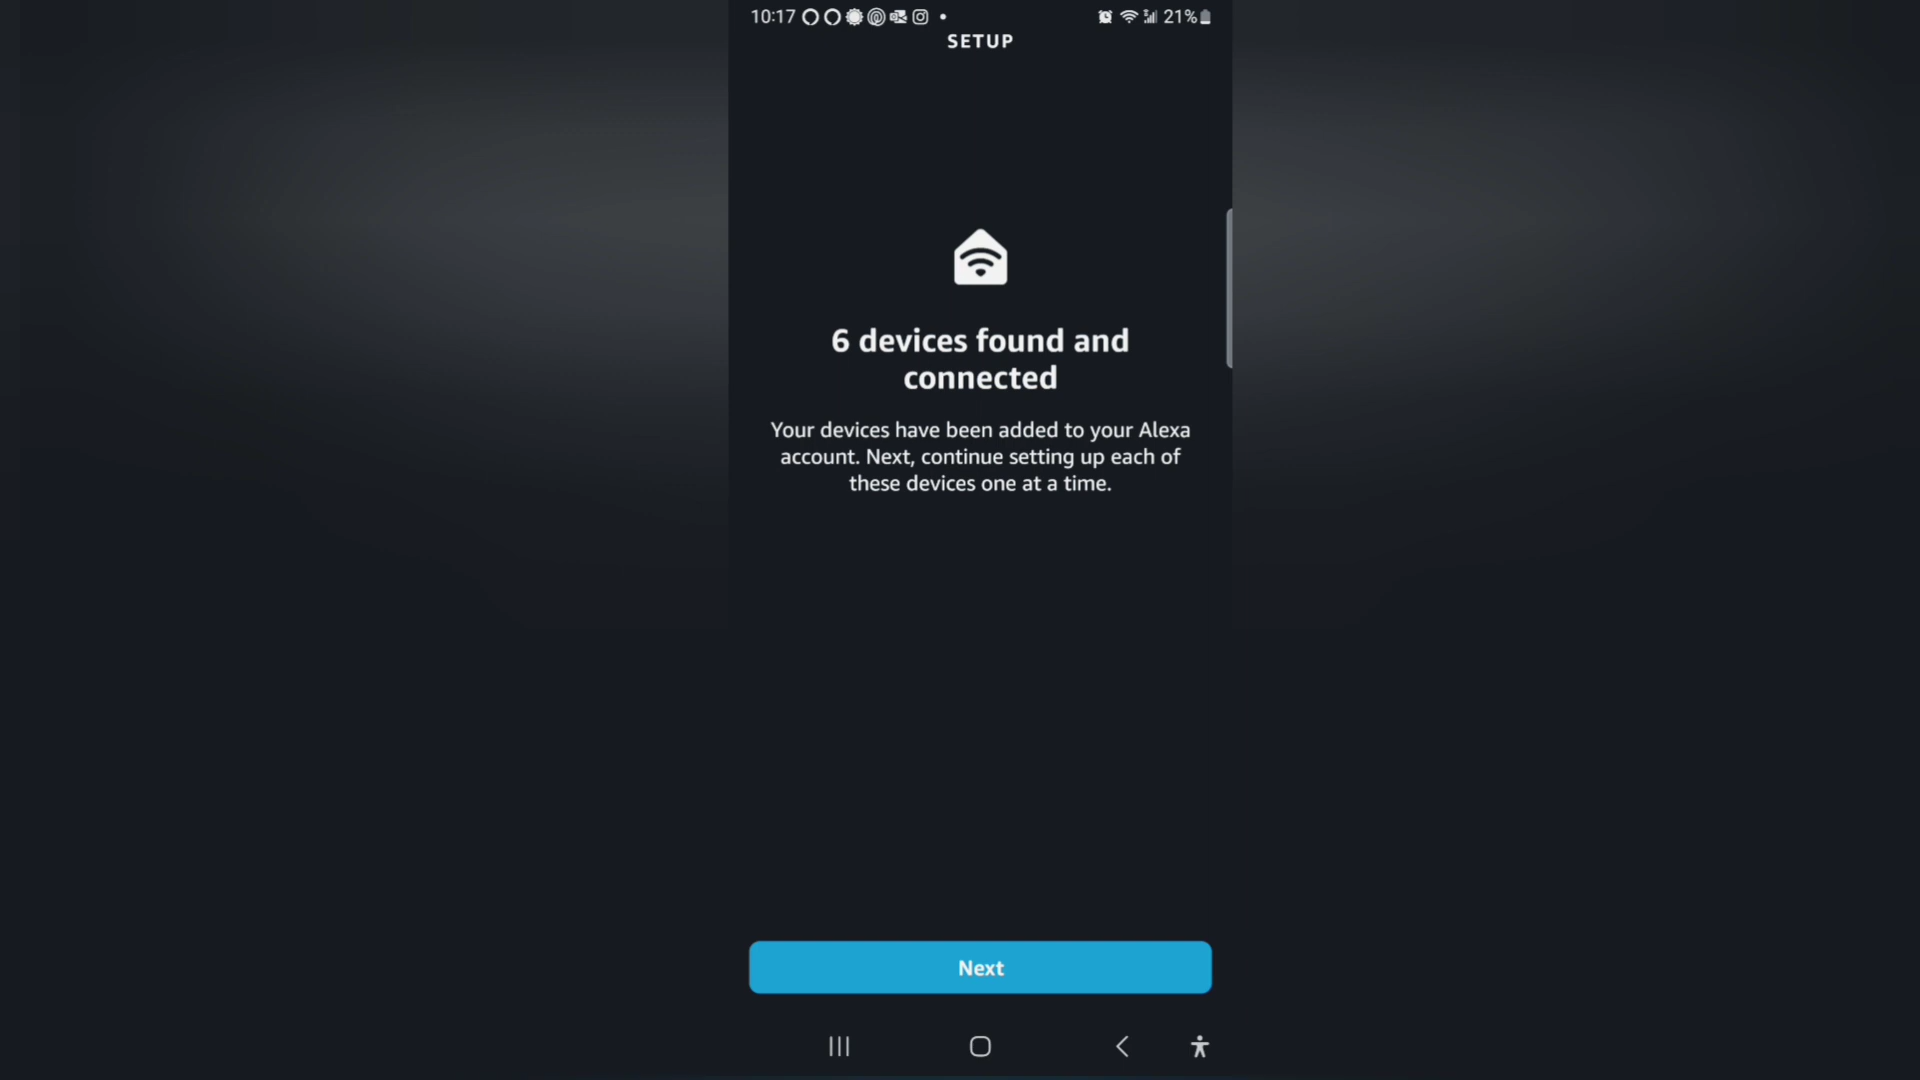 10:17 21%
SETUP
6 devices found and
connected
Your devices have been added to your Alexa
account. Next, continue setting up each of
these devices one at a time.
Next